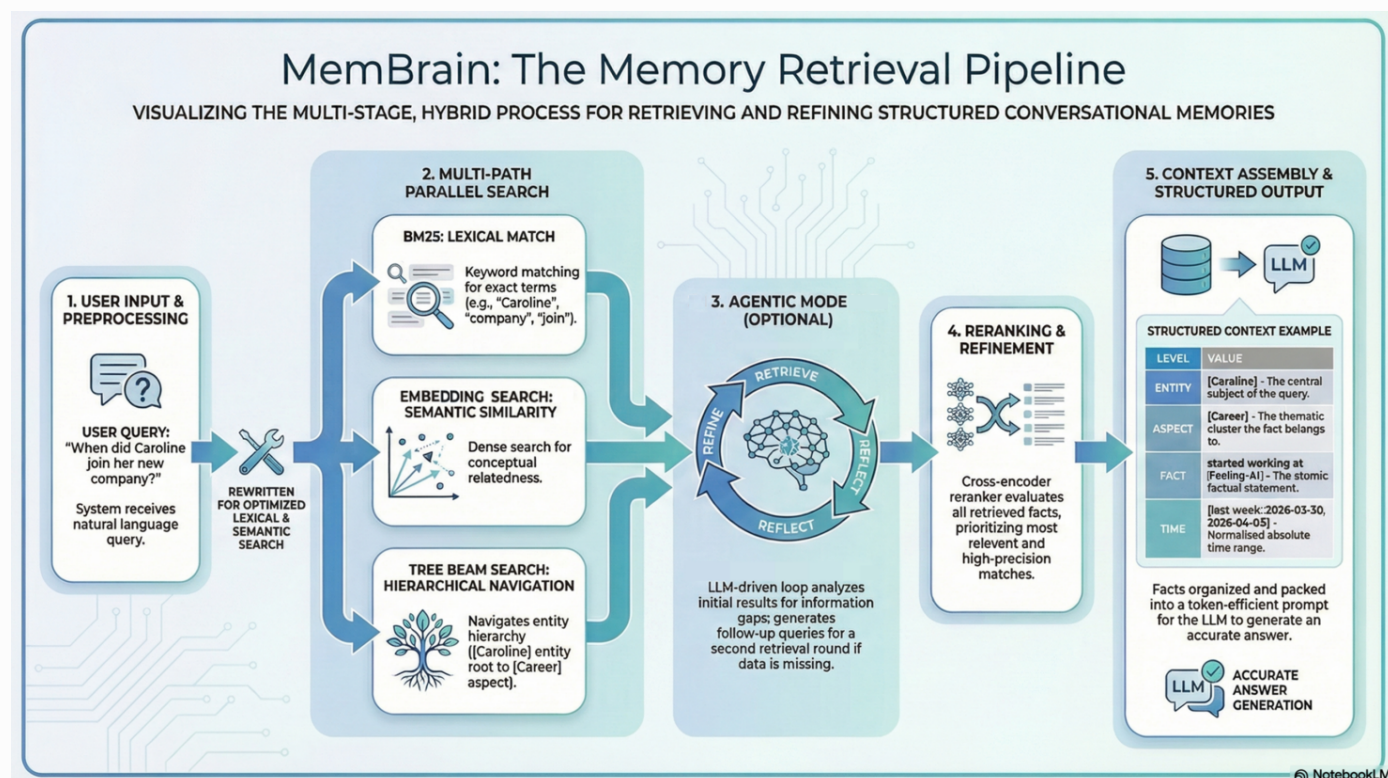 MemBrain: The Memory Retrieval Pipeline
VISUALIZING THE MULTI-STAGE, HYBRID PROCESS FOR RETRIEVING AND REFINING STRUCTURED CONVERSATIONAL MEMORIES
1. USER INPUT &
PREPROCESSING
USER QUERY:
“When did Caroline
join her new
company?”
System receives
natural language
query.
REWRITTEN
FOR OPTIMIZED
LEXICAL &
SEMANTIC
SEARCH
2. MULTI-PATH
PARALLEL SEARCH
BM25: LEXICAL MATCH
Keyword matching
for exact terms
(e.g., “Caroline”,
“company”, “join”).
EMBEDDING SEARCH:
SEMANTIC SIMILARITY
Dense search for
conceptual
relatedness.
TREE BEAM SEARCH:
HIERARCHICAL NAVIGATION
Navigates entity
hierarchy
([Caroline] entity
root to [Career]
aspect).
3. AGENTIC MODE
(OPTIONAL)
RETRIEVE
REFLECT
REFLECT
REFINE
LLM-driven loop analyzes
initial results for information
gaps; generates
follow-up queries for a
second retrieval round if
data is missing.
4. RERANKING &
REFINEMENT
Cross-encoder
reranker evaluates
all retrieved facts,
prioritizing most
relevent and
high-precision
matches.
5. CONTEXT ASSEMBLY &
STRUCTURED OUTPUT
LLM
STRUCTURED CONTEXT EXAMPLE
LEVEL VALUE
ENTITY [Caraline] - The central
subject of the query.
ASPECT [Career] - The thematic
cluster the fact belongs
to.
FACT started working at
[Feeling-AI] - The stomic
factual statement.
TIME [last week::2026-03-30,
2026-04-05] -
Normalised absolute
time range.
Facts organized and packed
into a token-efficient prompt
for the LLM to generate an
accurate answer.
LLM
ACCURATE
ANSWER
GENERATION
NotebookLM